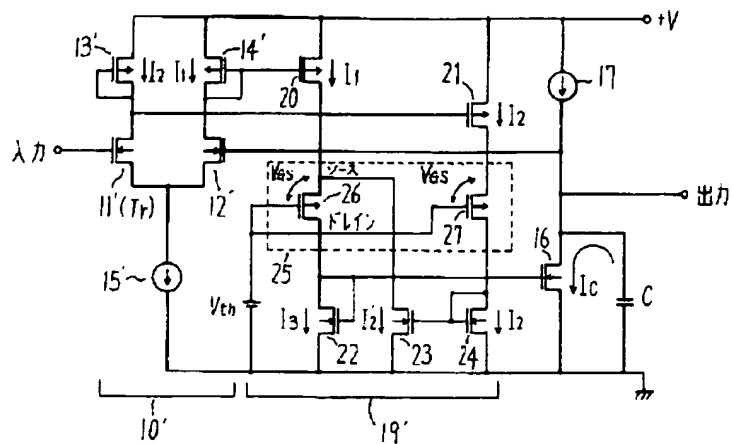 +V
13'
I2
I1
14'
20'
I1
21
I2
17
入力
出力
11'(Tr)
12'
VGS
ソース
26
ドレイン
VGS
27
25'
15'
Vth
16
Ic
C
I3
22
I2'
23
24
I2
10'
19'